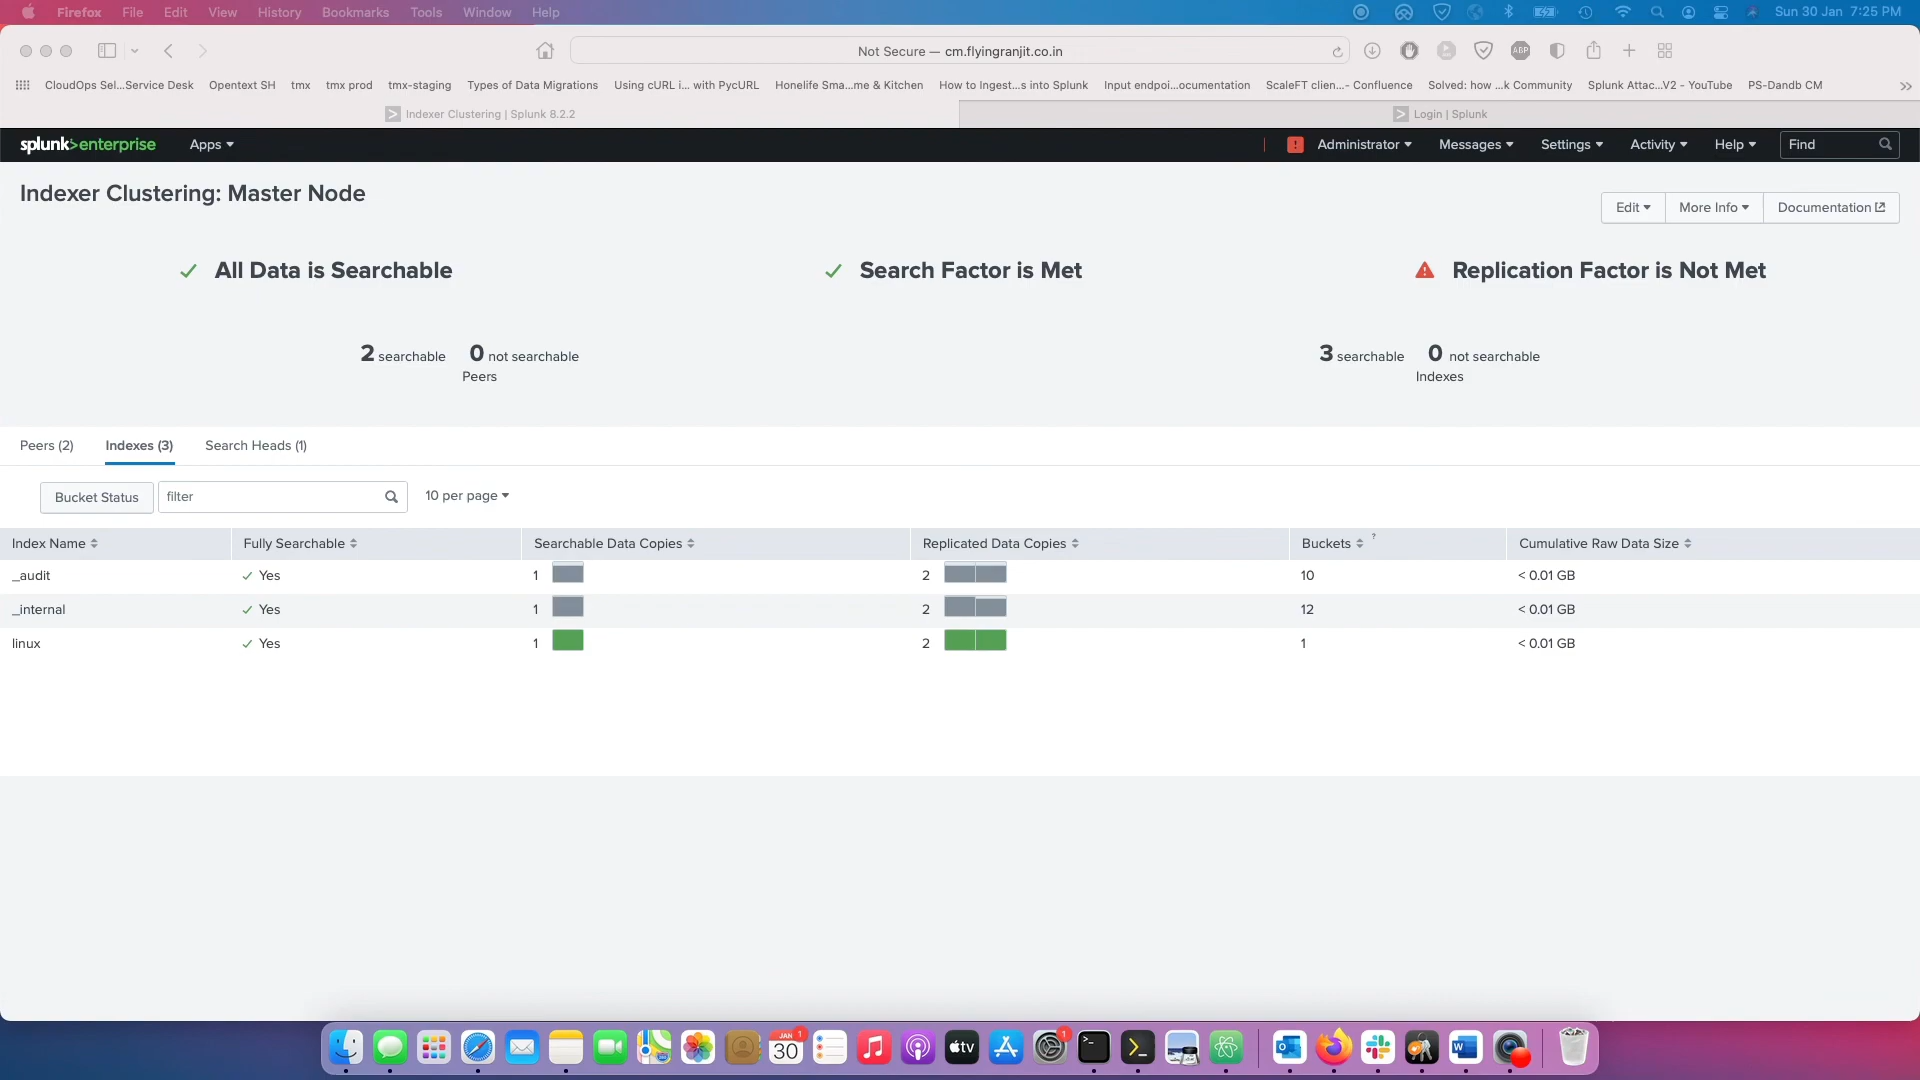 Firefox File Edit View History Bookmarks Tools Window Help Sun 30 Jan 7:25 PM
Not Secure — cm.flyingranjit.co.in ABP
CloudOps Sel...Service Desk Opentext SH tmx tmx prod tmx-staging Types of Data Migrations Using cURL i... with PycURL Honelife Sma...me & Kitchen How to Ingest...s into Splunk Input endpoi...ocumentation ScaleFT clien...- Confluence Solved: how ...k Community Splunk Attac...V2 - YouTube PS-Dandb CM
Indexer Clustering | Splunk 8.2.2 Login | Splunk
splunk>enterprise Apps ! Administrator Messages Settings Activity Help Find
Indexer Clustering: Master Node
Edit More Info Documentation
All Data is Searchable Search Factor is Met Replication Factor is Not Met
2 searchable 0 not searchable 3 searchable 0 not searchable
Peers Indexes
Peers (2) Indexes (3) Search Heads (1)
Bucket Status filter 10 per page
Index Name Fully Searchable Searchable Data Copies Replicated Data Copies Buckets ? Cumulative Raw Data Size
_audit Yes 1 2 10 < 0.01 GB
_internal Yes 1 2 12 < 0.01 GB
linux Yes 1 2 1 < 0.01 GB
JAN 1 1
30 tv